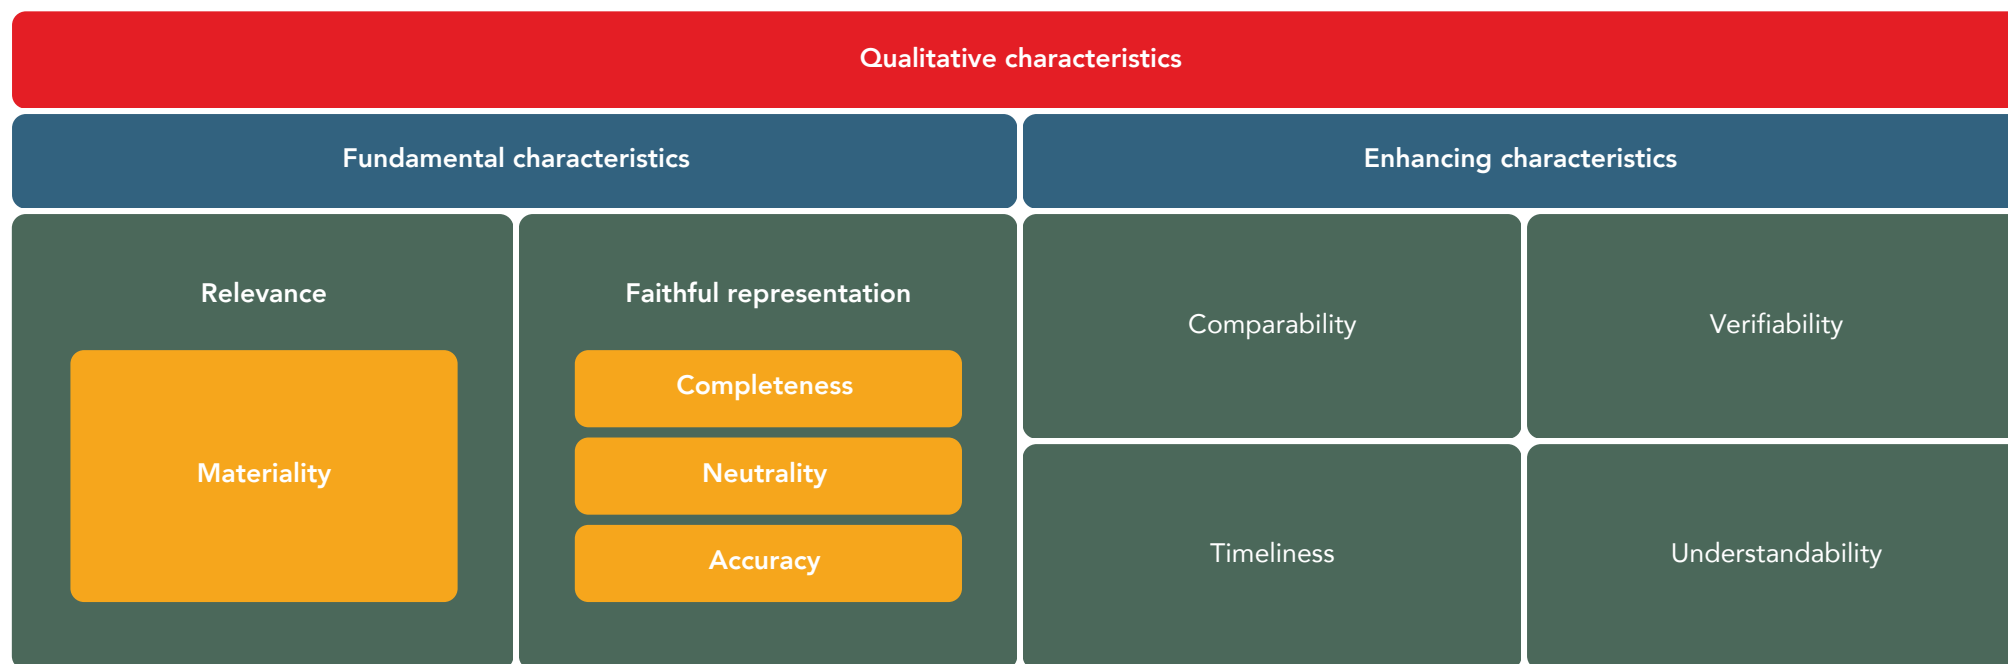 Qualitative characteristics
Fundamental characteristics
Enhancing characteristics
Relevance
Materiality
Faithful representation
Completeness
Neutrality
Accuracy
Comparability
Verifiability
Timeliness
Understandability